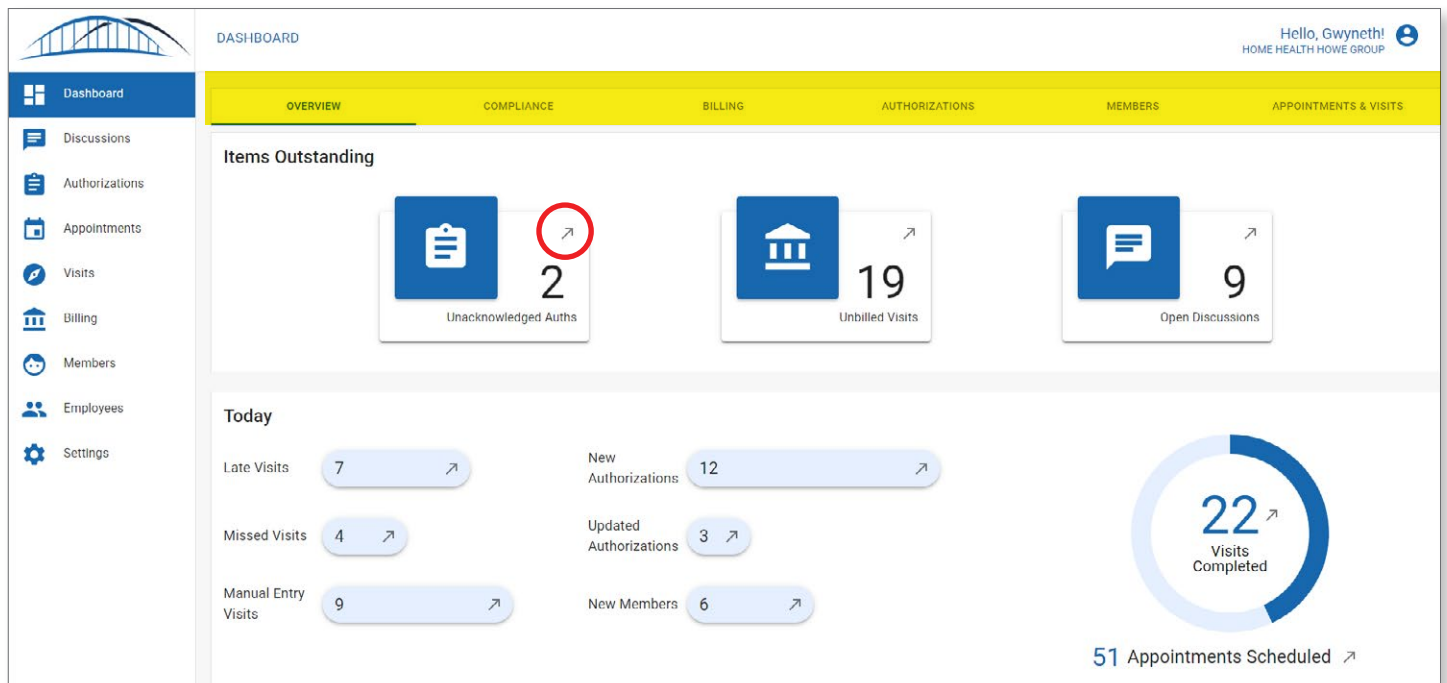 DASHBOARD
Hello, Gwyneth!
HOME HEALTH HOWE GROUP
Dashboard
Discussions
Authorizations
Appointments
Visits
Billing
Members
Employees
Settings
OVERVIEW COMPLIANCE BILLING AUTHORIZATIONS MEMBERS APPOINTMENTS & VISITS
Items Outstanding
2
Unacknowledged Auths
19
Unbilled Visits
9
Open Discussions
Today
Late Visits 7
Missed Visits 4
Manual Entry
Visits
9
New
Authorizations
12
Updated
Authorizations
3
New Members 6
22
Visits
Completed
51 Appointments Scheduled